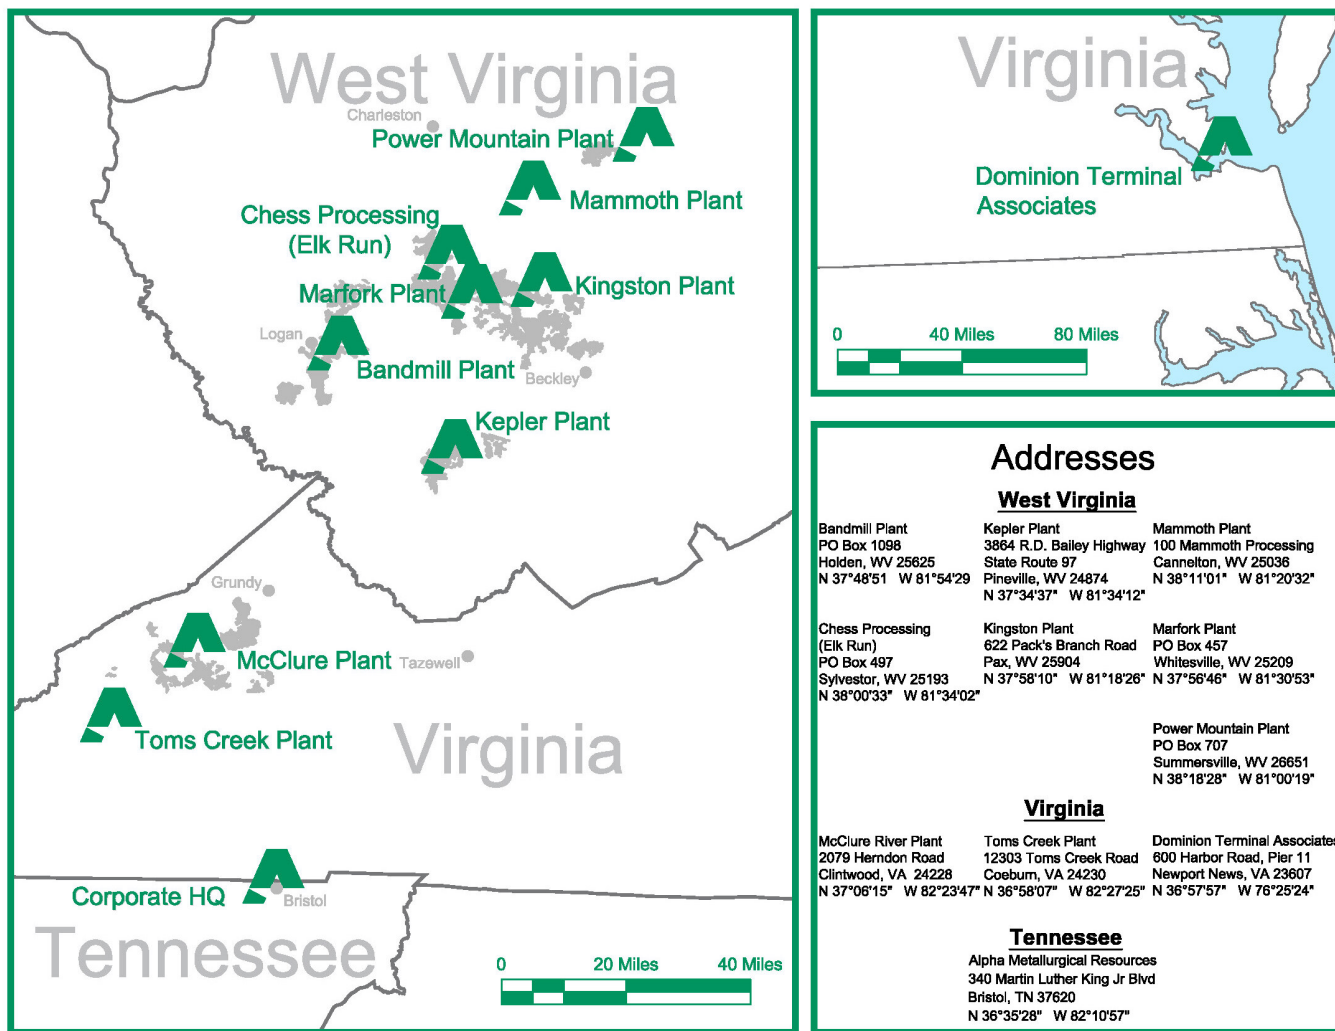 West Virginia
Charleston
Power Mountain Plant
Mammoth Plant
Chess Processing
(Elk Run)
Marfork Plant
Kingston Plant
Logan
Bandmill Plant
Beckley
Kepler Plant
Grundy
McClure Plant
Tazewell
Toms Creek Plant
Virginia
Corporate HQ
Bristol
Tennessee
0 20 Miles 40 Miles
Virginia
Dominion Terminal
Associates
0 40 Miles 80 Miles
Addresses
West Virginia
Bandmill Plant
PO Box 1098
Holden, WV 25625
N 37°48'51 W 81°54'29
Kepler Plant
3864 R.D. Bailey Highway
State Route 97
Pineville, WV 24874
N 37°34'37" W 81°34'12"
Mammoth Plant
100 Mammoth Processing
Cannelton, WV 25036
N 38°11'01" W 81°20'32"
Chess Processing
(Elk Run)
PO Box 497
Sylvestor, WV 25193
N 38°00'33" W 81°34'02"
Kingston Plant
622 Pack's Branch Road
Pax, WV 25904
N 37°58'10" W 81°18'26"
Marfork Plant
PO Box 457
Whitesville, WV 25209
N 37°56'46" W 81°30'53"
Power Mountain Plant
PO Box 707
Summersville, WV 26651
N 38°18'28" W 81°00'19"
Virginia
McClure River Plant
2079 Herndon Road
Clintwood, VA 24228
N 37°06'15" W 82°23'47"
Toms Creek Plant
12303 Toms Creek Road
Coeburn, VA 24230
N 36°58'07" W 82°27'25"
Dominion Terminal Associates
600 Harbor Road, Pier 11
Newport News, VA 23607
N 36°57'57" W 76°25'24"
Tennessee
Alpha Metallurgical Resources
340 Martin Luther King Jr Blvd
Bristol, TN 37620
N 36°35'28" W 82°10'57"